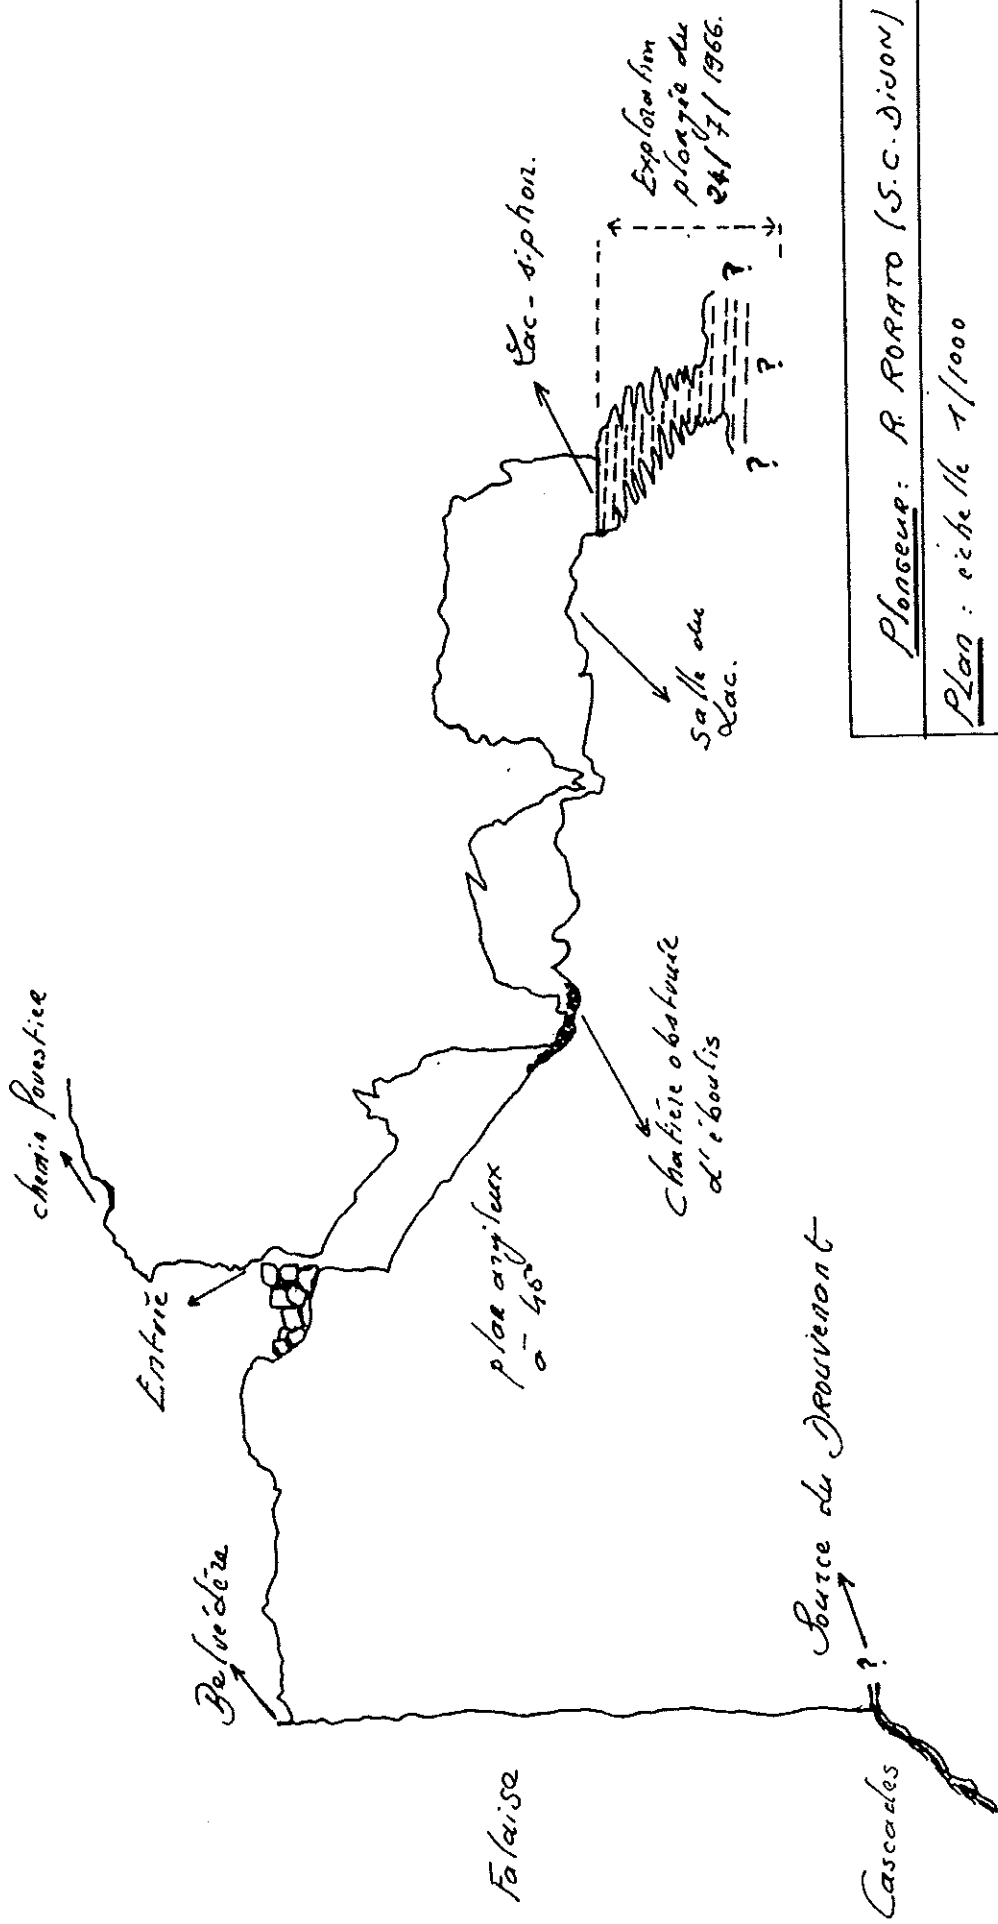 chemin forestier
Entrée
Belvédère
Falaise
Cascades
Source du DROUVENANT
?
plan argileux
à - 45°
Chatière obstruée
d'éboulis
Salle du
Lac.
Lac-siphon.
Exploration
plongée du
24/7/1966.
?
?
?
Plongeur: R. RORATO (S.C. DIJON)
PLan: échelle 1/1000